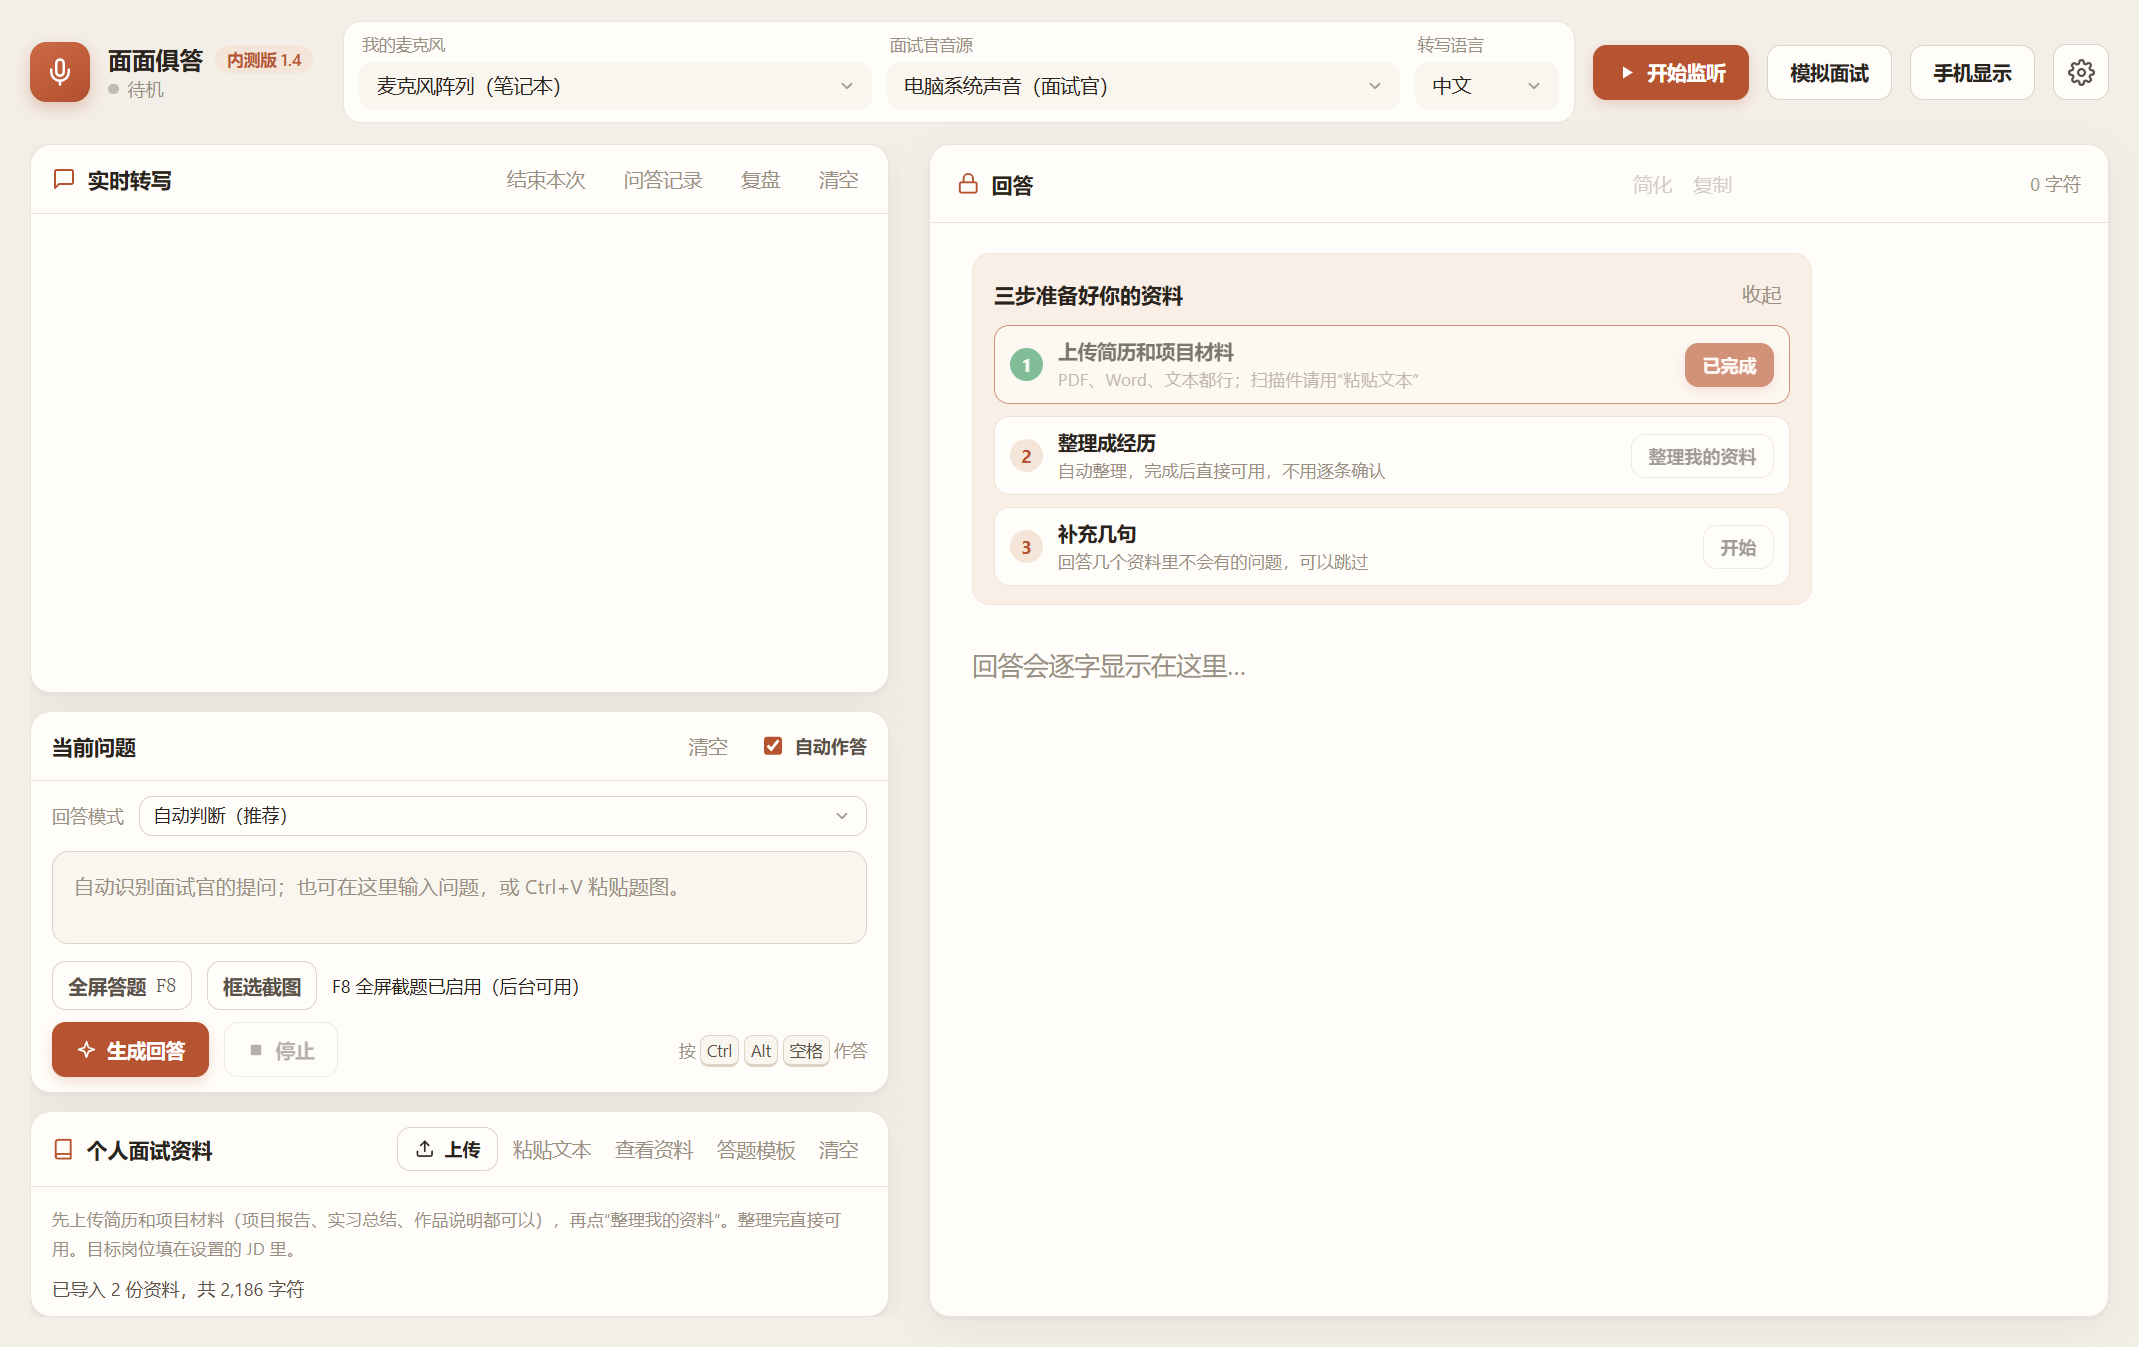 面面俱答 内测版 1.4
待机
我的麦克风
麦克风阵列（笔记本）
面试官音源
电脑系统声音（面试官）
转写语言
中文
开始监听
模拟面试
手机显示
实时转写
结束本次 问答记录 复盘 清空
当前问题
清空 自动作答
回答模式 自动判断（推荐）
自动识别面试官的提问；也可在这里输入问题，或 Ctrl+V 粘贴题图。
全屏答题 F8 框选截图 F8 全屏截题已启用（后台可用）
生成回答 停止 按 Ctrl Alt 空格 作答
个人面试资料
上传 粘贴文本 查看资料 答题模板 清空
先上传简历和项目材料（项目报告、实习总结、作品说明都可以），再点“整理我的资料”。整理完直接可
用。目标岗位填在设置的 JD 里。
已导入 2 份资料，共 2,186 字符
回答
简化 复制 0 字符
三步准备好你的资料 收起
1 上传简历和项目材料
PDF、Word、文本都行；扫描件请用“粘贴文本”
已完成
2 整理成经历
自动整理，完成后直接可用，不用逐条确认
整理我的资料
3 补充几句
回答几个资料里不会有的问题，可以跳过
开始
回答会逐字显示在这里...